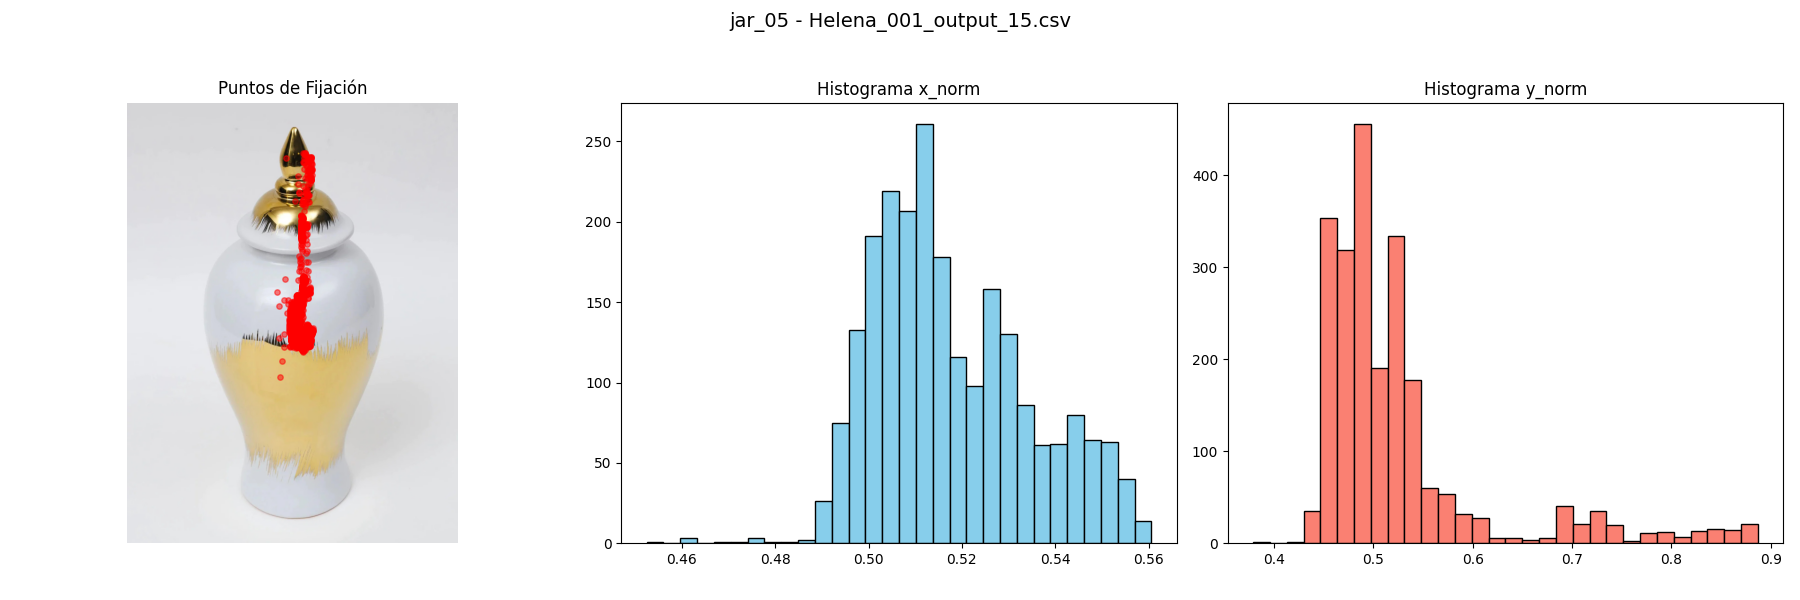 jar_05 - Helena_001_output_15.csv
Puntos de Fijación
Histograma x_norm
250
200
150
100
50
0
0.46 0.48 0.50 0.52 0.54 0.56
Histograma y_norm
400
300
200
100
0
0.4 0.5 0.6 0.7 0.8 0.9